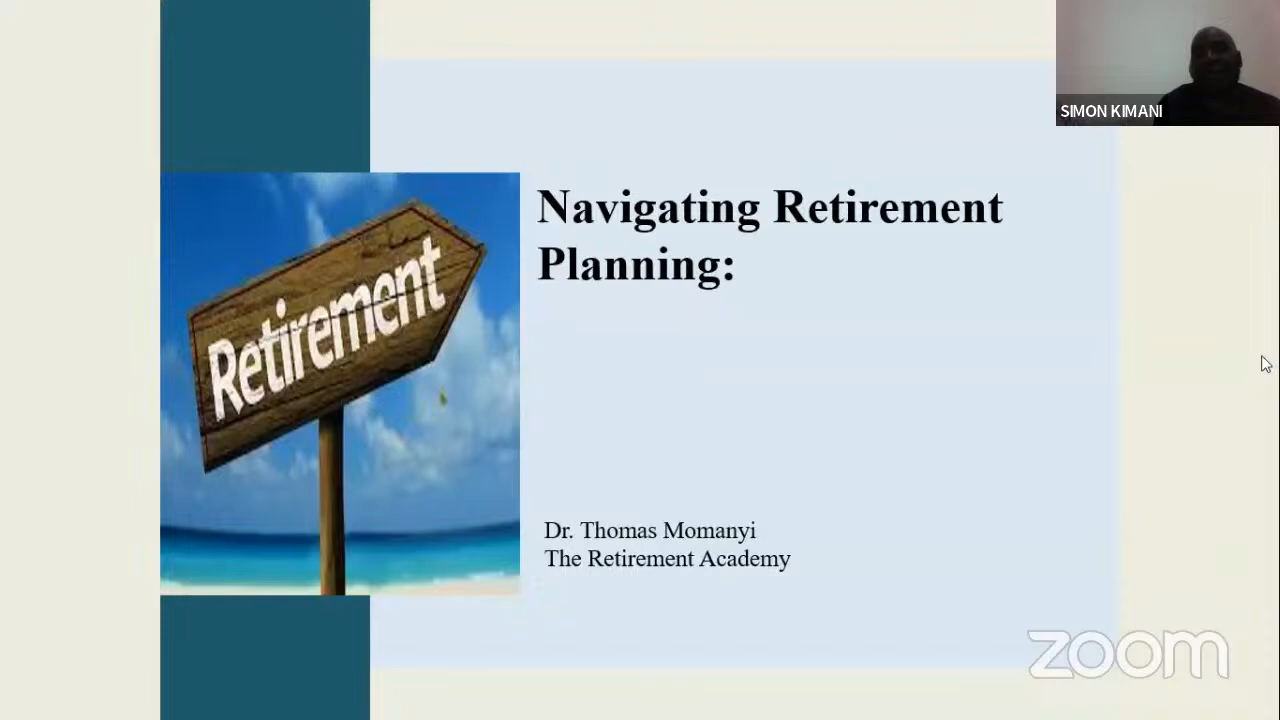 SIMON KIMANI
Navigating Retirement
Planning:
Retirement
Dr. Thomas Momanyi
The Retirement Academy
zoom